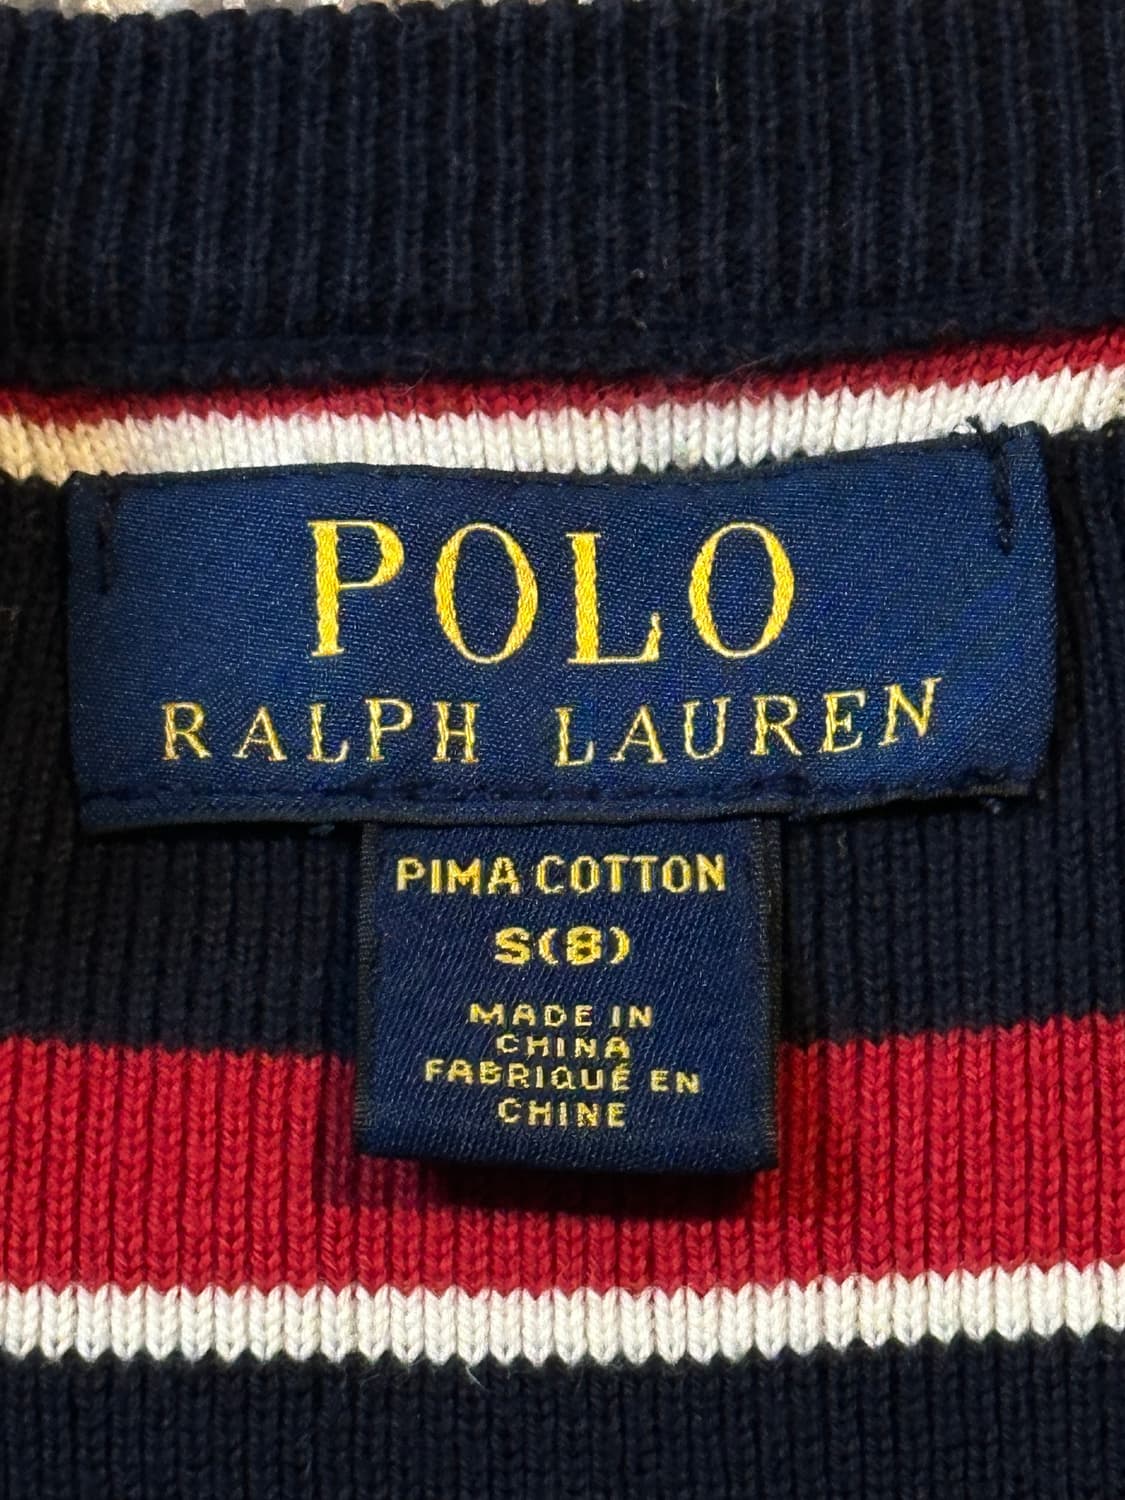 POLO
RALPH LAUREN
PIMA COTTON
S(8)
MADE IN
CHINA
FABRIQUÉ EN
CHINE